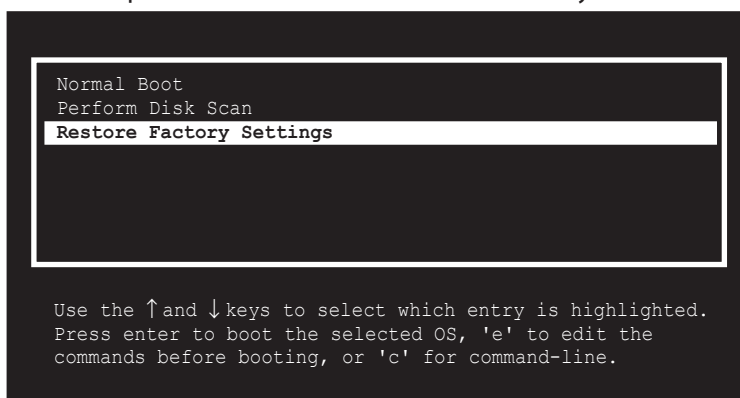 Normal Boot
Perform Disk Scan
Restore Factory Settings
Use the ↑ and ↓ keys to select which entry is highlighted.
Press enter to boot the selected OS, 'e' to edit the
commands before booting, or 'c' for command-line.